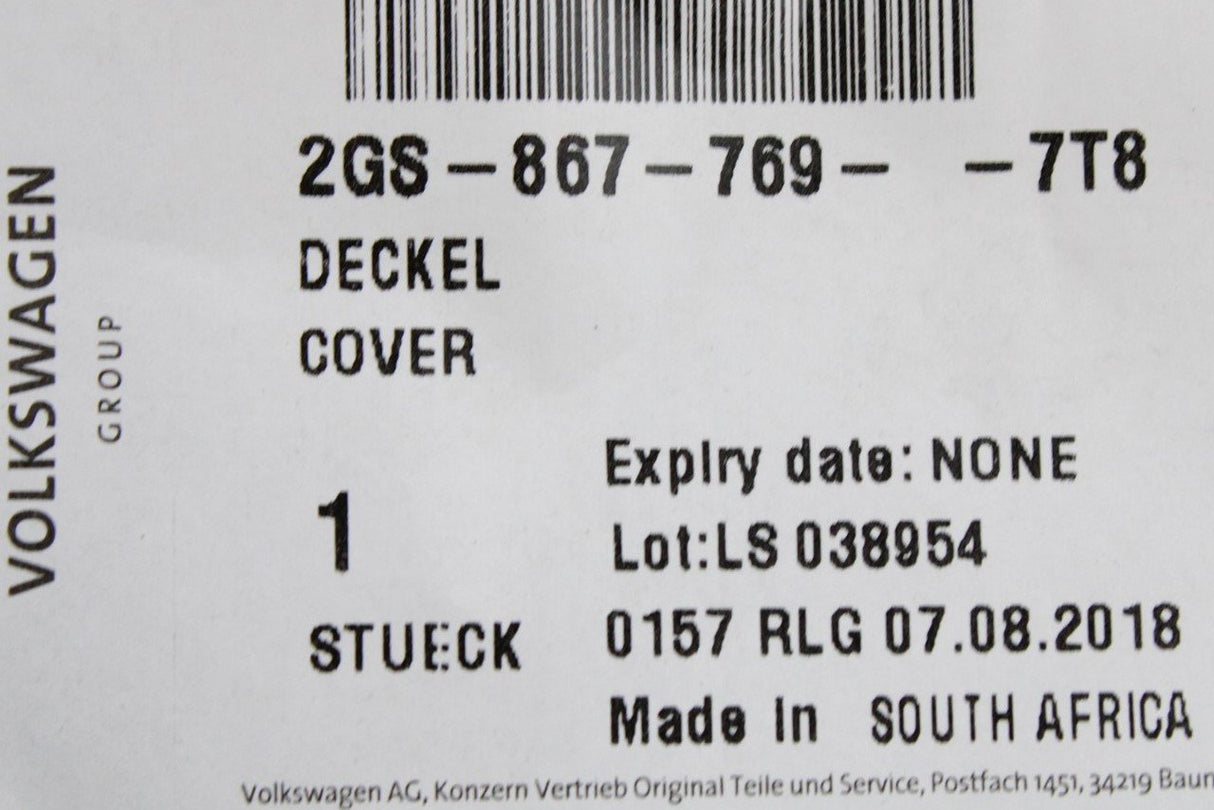 2GS-867-769- -7T8
DECKEL
COVER
VOLKSWAGEN
GROUP
1
STUECK
Expiry date: NONE
Lot:LS 038954
0157 RLG 07.08.2018
Made in SOUTH AFRICA
Volkswagen AG, Konzern Vertrieb Original Teile und Service, Postfach 1451, 34219 Baun